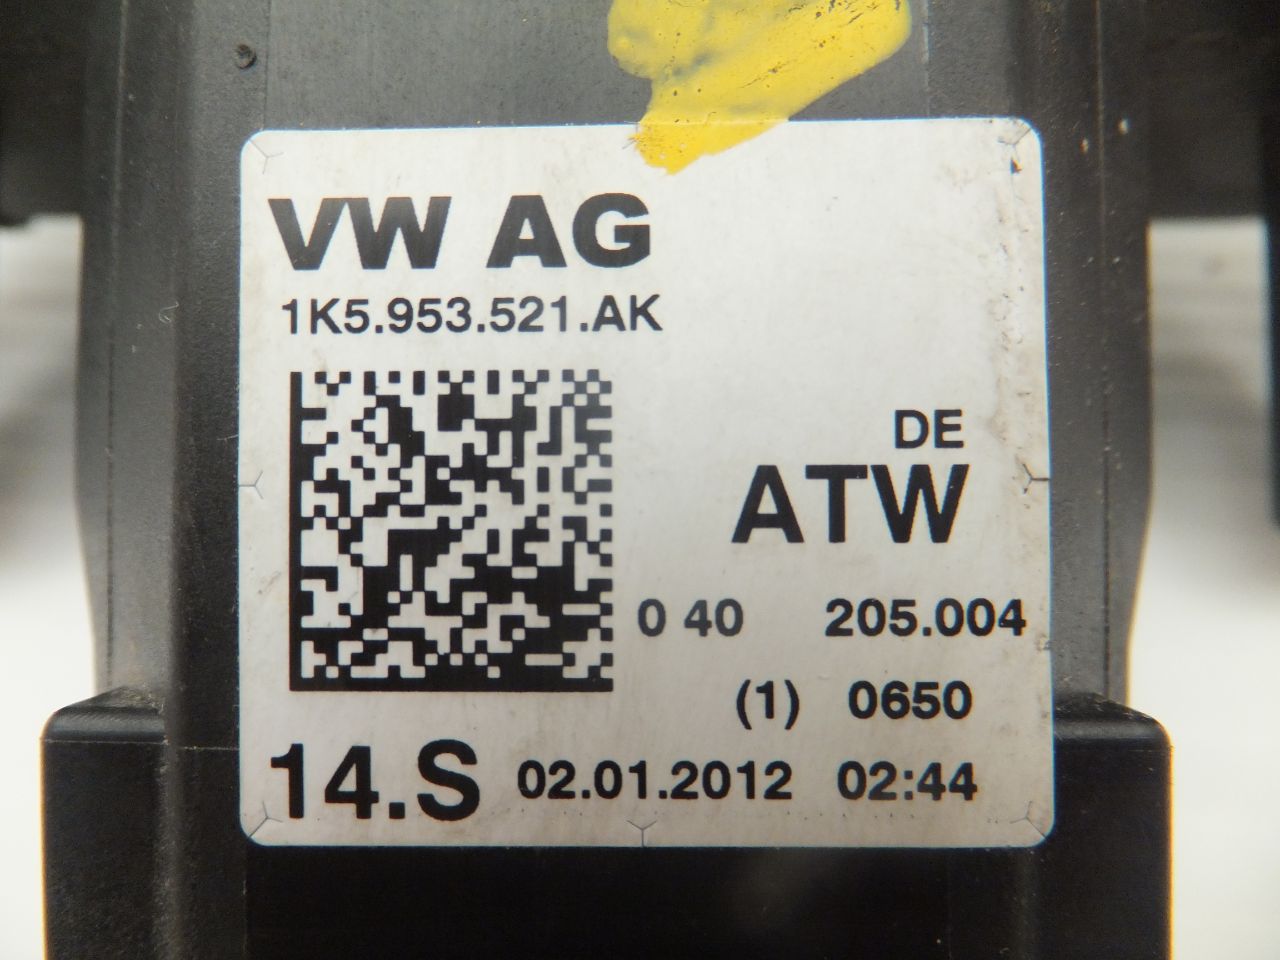 VW AG
1K5.953.521.AK
DE
ATW
0 40 205.004
(1) 0650
14.S 02.01.2012 02:44